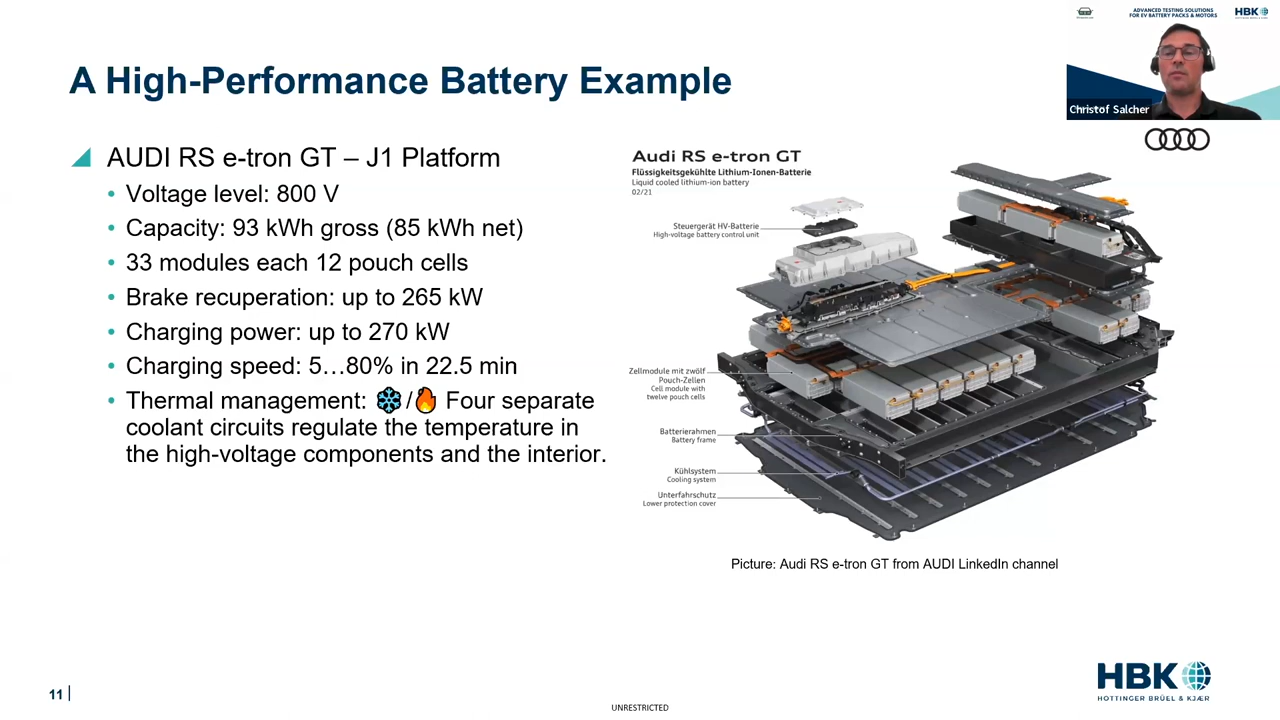 ADVANCED TESTING SOLUTIONS
FOR EV BATTERY PACKS & MOTORS
HBK
HOTTINGER BRÜEL & KJÆR
Christof Salcher
A High-Performance Battery Example
AUDI RS e-tron GT – J1 Platform
• Voltage level: 800 V
• Capacity: 93 kWh gross (85 kWh net)
• 33 modules each 12 pouch cells
• Brake recuperation: up to 265 kW
• Charging power: up to 270 kW
• Charging speed: 5…80% in 22.5 min
• Thermal management: ❄/🔥 Four separate
coolant circuits regulate the temperature in
the high-voltage components and the interior.
Audi RS e-tron GT
Flüssigkeitsgekühlte Lithium-Ionen-Batterie
Liquid cooled lithium-ion battery
02/21
Steuergerät HV-Batterie
High-voltage battery control unit
Zellmodule mit zwölf
Pouch-Zellen
Cell module with
twelve pouch cells
Batterierahmen
Battery frame
Kühlsystem
Cooling system
Unterfahrschutz
Lower protection cover
Picture: Audi RS e-tron GT from AUDI LinkedIn channel
11
UNRESTRICTED
HBK
HOTTINGER BRÜEL & KJÆR